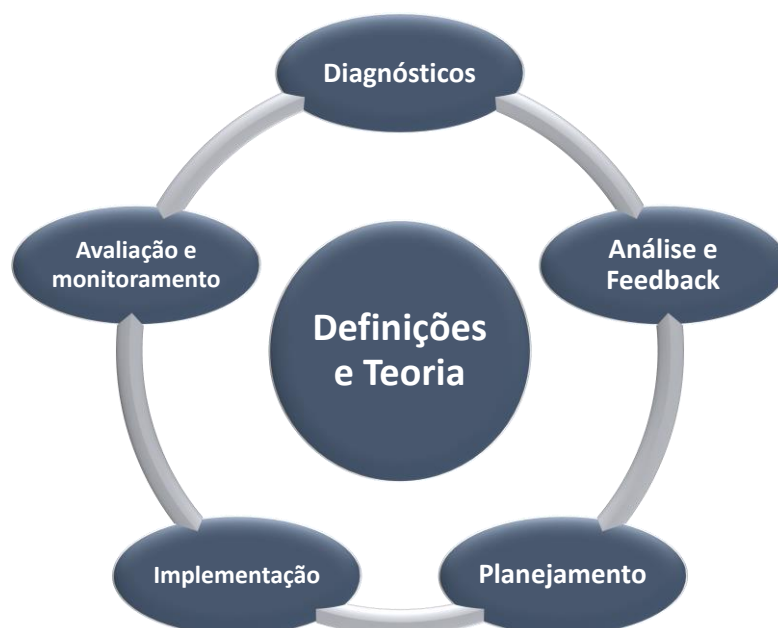 Diagnósticos
Análise e
Feedback
Planejamento
Implementação
Avaliação e
monitoramento
Definições
e Teoria